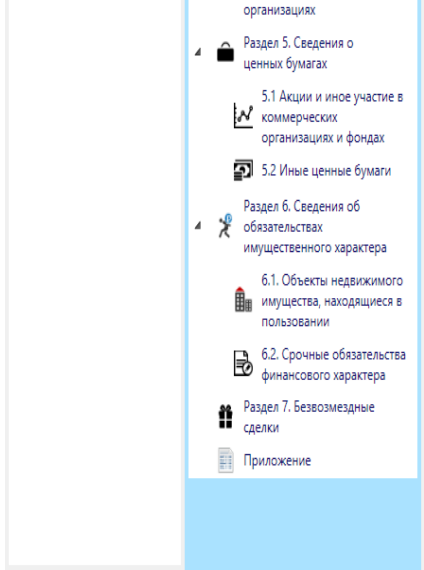 организациях
Раздел 5. Сведения о
ценных бумагах
5.1 Акции и иное участие в
коммерческих
организациях и фондах
5.2 Иные ценные бумаги
Раздел 6. Сведения об
обязательствах
имущественного характера
6.1. Объекты недвижимого
имущества, находящиеся в
пользовании
6.2. Срочные обязательства
финансового характера
Раздел 7. Безвозмездные
сделки
Приложение